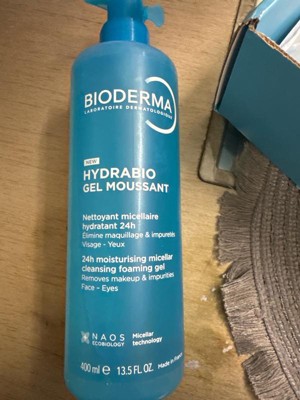 BIODERMA
LABORATOIRE DERMATOLOGIQUE
NEW
HYDRABIO
GEL MOUSSANT
Nettoyant micellaire
hydratant 24h
Élimine maquillage & impuretés
Visage - Yeux
24h moisturising micellar
cleansing foaming gel
Removes makeup & impurities
Face - Eyes
NAOS
ECOBIOLOGY
Micellar
technology
400 ml e 13.5 FL OZ. Made in